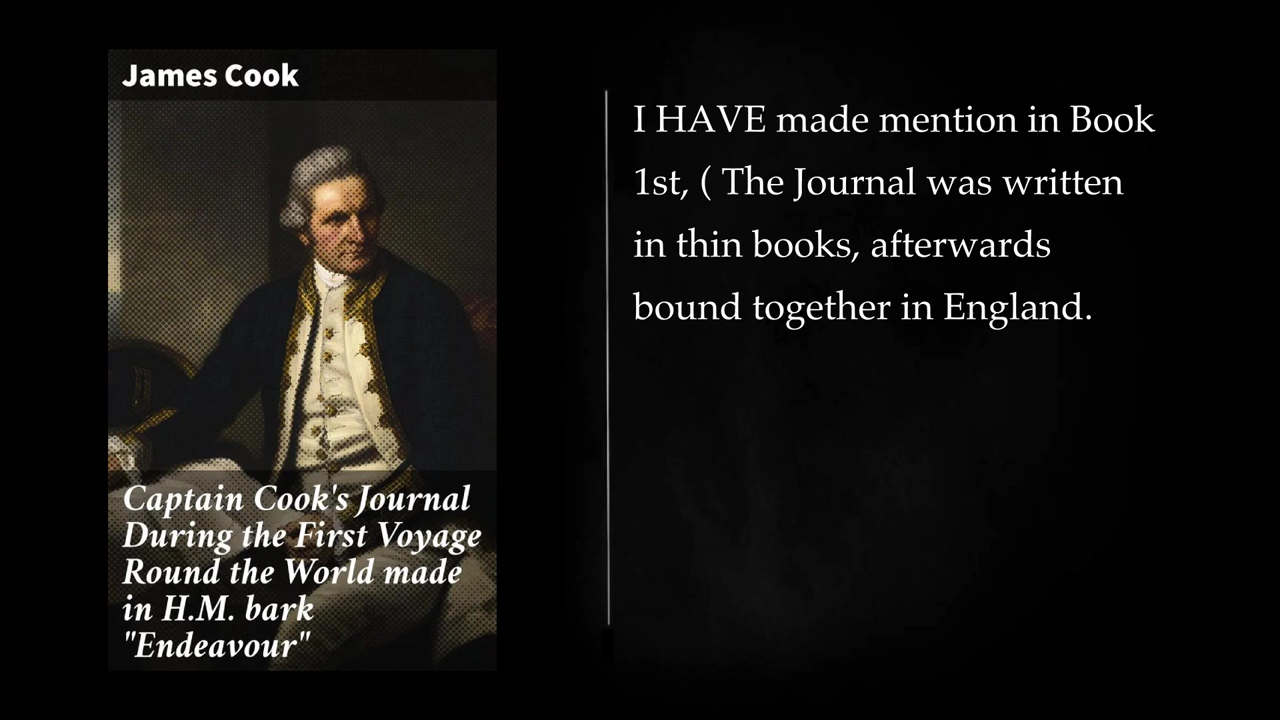 James Cook
Captain Cook's Journal
During the First Voyage
Round the World made
in H.M. bark
"Endeavour"
I HAVE made mention in Book
1st, ( The Journal was written
in thin books, afterwards
bound together in England.